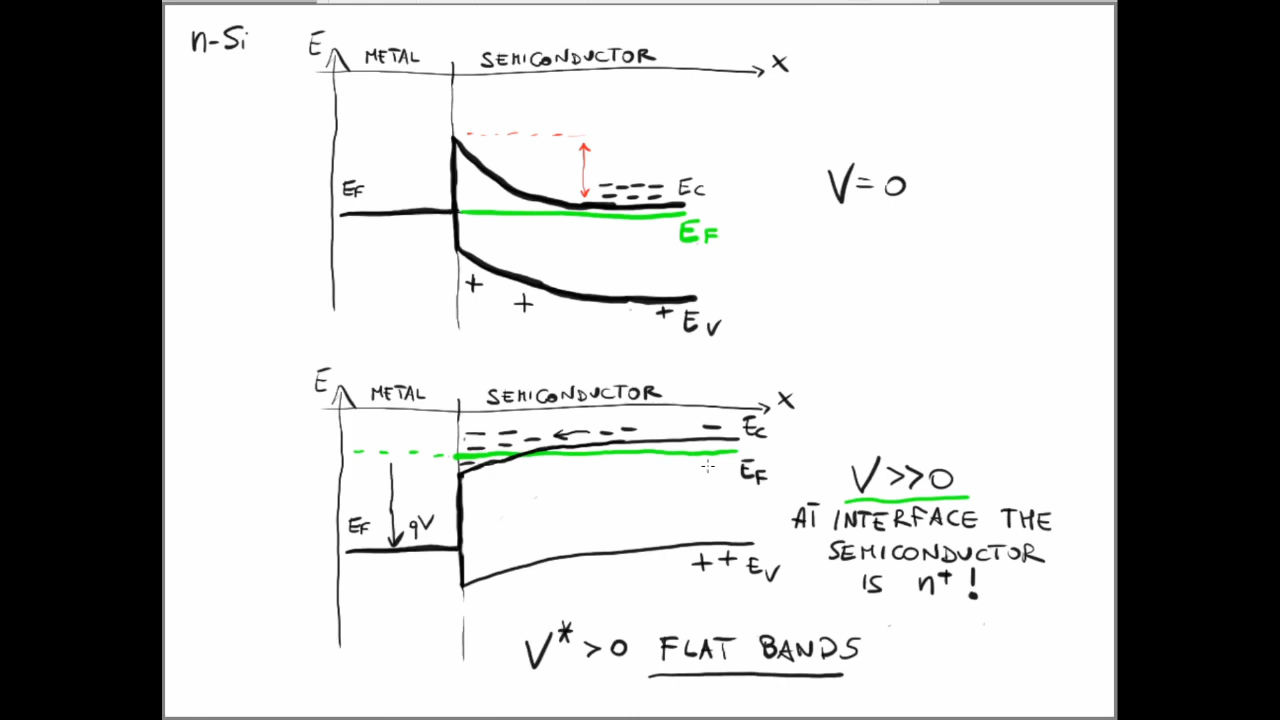 n-Si
E METAL SEMICONDUCTOR x
EF EC
EF
V=0
+ + + EV
E METAL SEMICONDUCTOR x
EC
EF
EF qV
++ EV
V>>0
AT INTERFACE THE
SEMICONDUCTOR
IS n+!
V*>0 FLAT BANDS